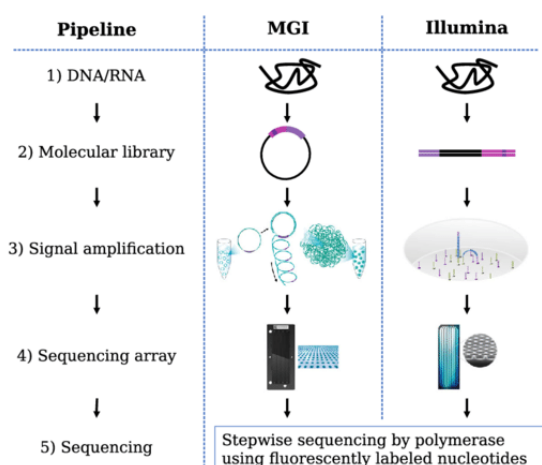 Pipeline MGI Illumina
1) DNA/RNA
2) Molecular library
3) Signal amplification
4) Sequencing array
5) Sequencing
Stepwise sequencing by polymerase
using fluorescently labeled nucleotides